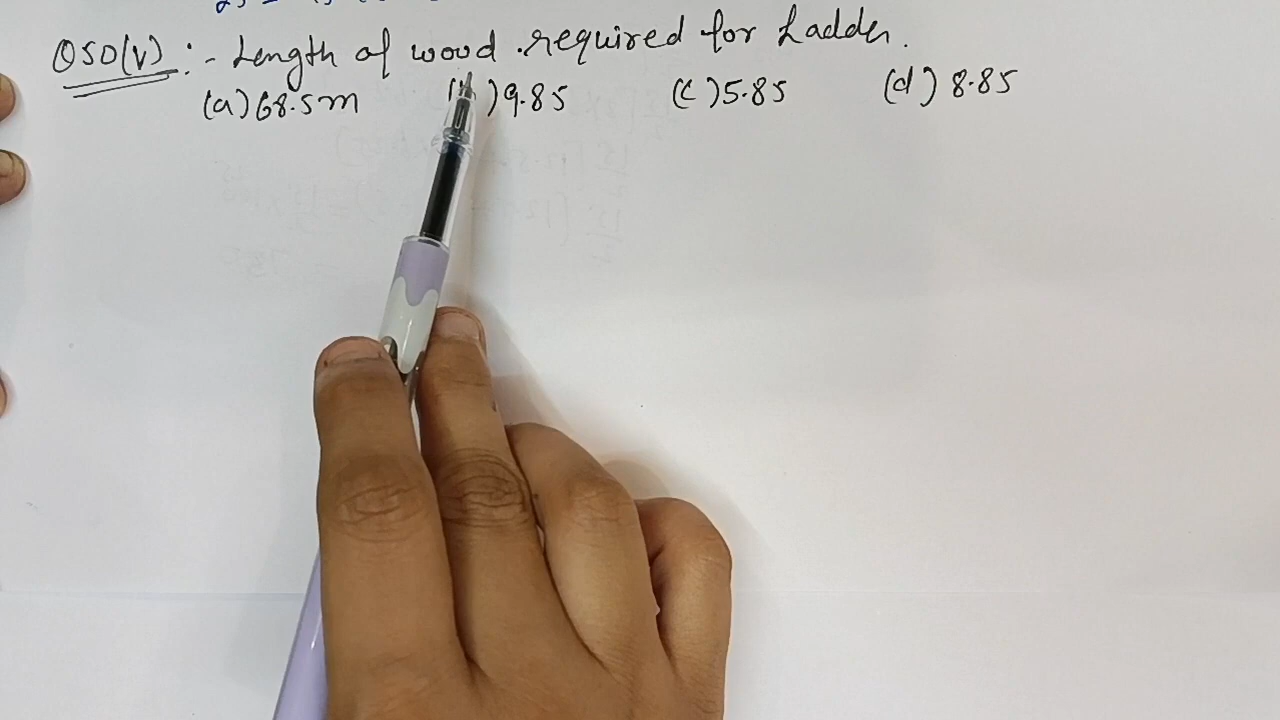 Q50(V) :- Length of wood required for Ladder.
(a) 68.5m ) 9.85 (c) 5.85 (d) 8.85